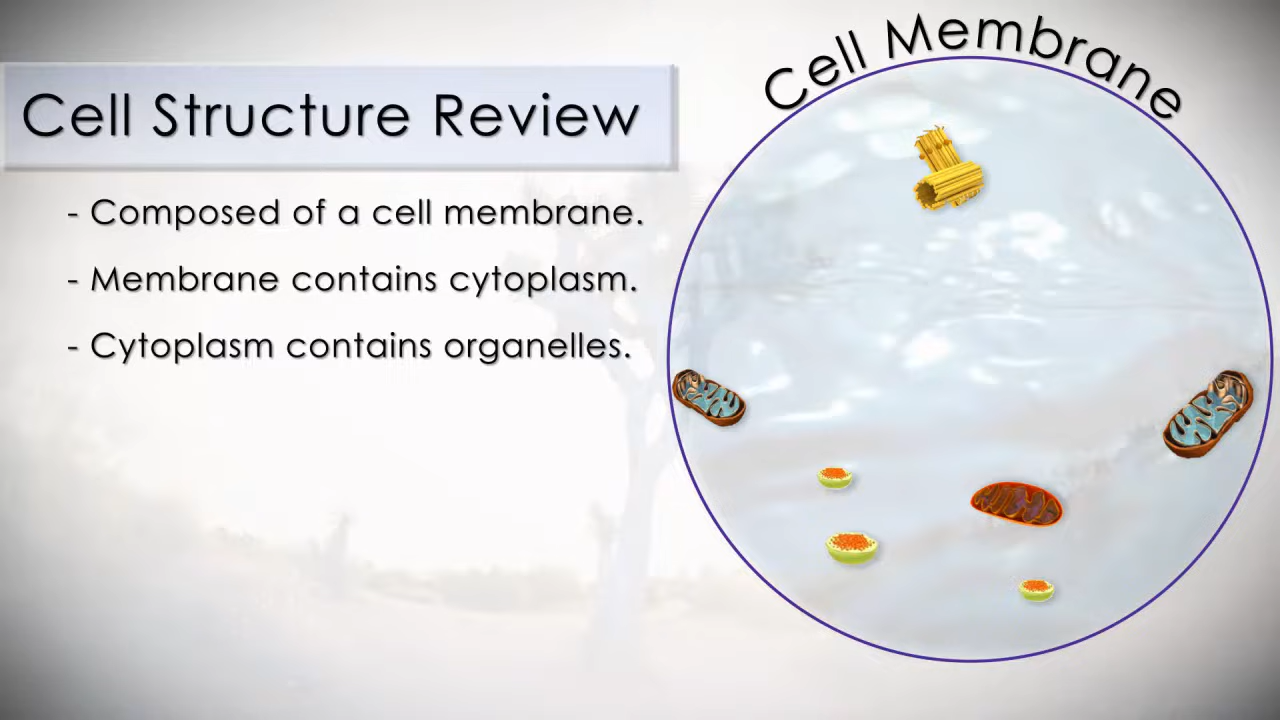 Cell Membrane
Cell Structure Review
- Composed of a cell membrane.
- Membrane contains cytoplasm.
- Cytoplasm contains organelles.